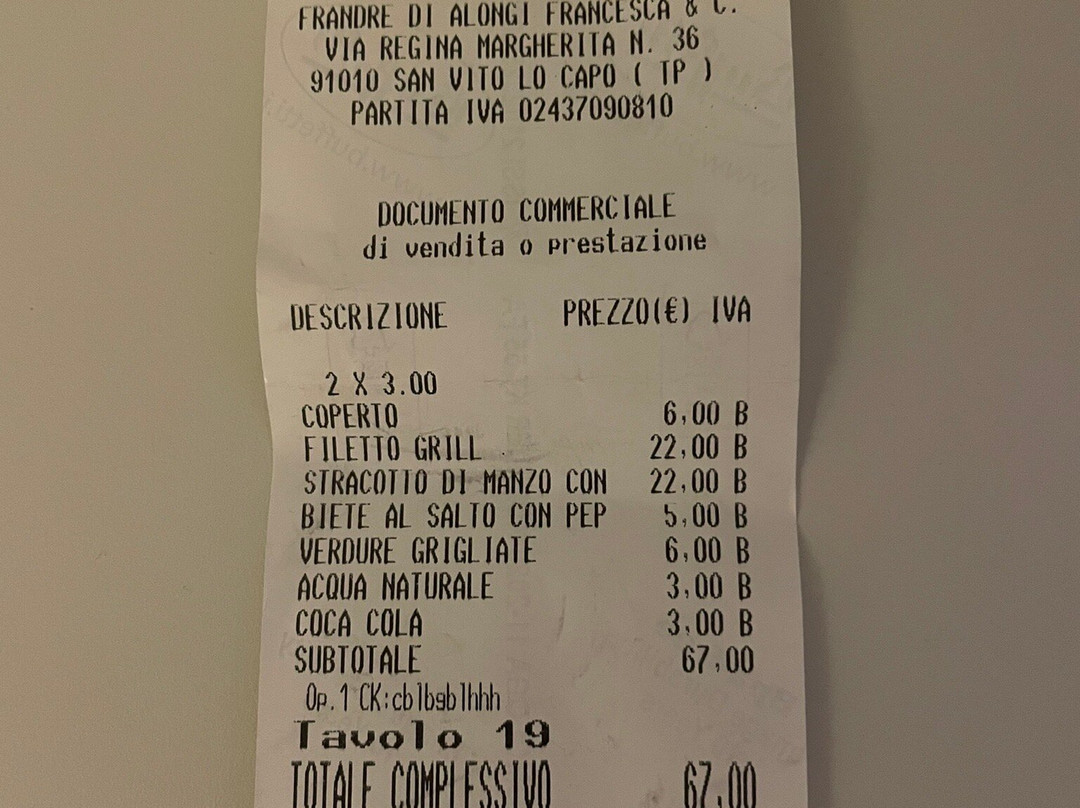 FRANDRE DI ALONGI FRANCESCA & C.
VIA REGINA MARGHERITA N. 36
91010 SAN VITO LO CAPO ( TP )
PARTITA IVA 02437090810
DOCUMENTO COMMERCIALE
di vendita o prestazione
DESCRIZIONE PREZZO(€) IVA
2 X 3.00
COPERTO 6,00 B
FILETTO GRILL 22,00 B
STRACOTTO DI MANZO CON 22,00 B
BIETE AL SALTO CON PEP 5,00 B
VERDURE GRIGLIATE 6,00 B
ACQUA NATURALE 3,00 B
COCA COLA 3,00 B
SUBTOTALE 67,00
Op.1 CK:cblbgblhhh
Tavolo 19
TOTALE COMPLESSIVO 67,00